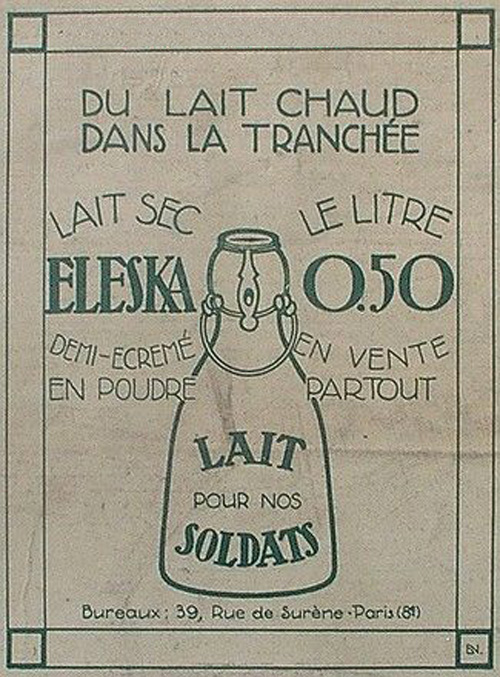 DU LAIT CHAUD
DANS LA TRANCHÉE
LAIT SEC
ELESKA
DEMI-ECREMÉ
EN POUDRE
LE LITRE
0.50
EN VENTE
PARTOUT
LAIT
POUR NOS
SOLDATS
Bureaux: 39, Rue de Surène-Paris (8e)